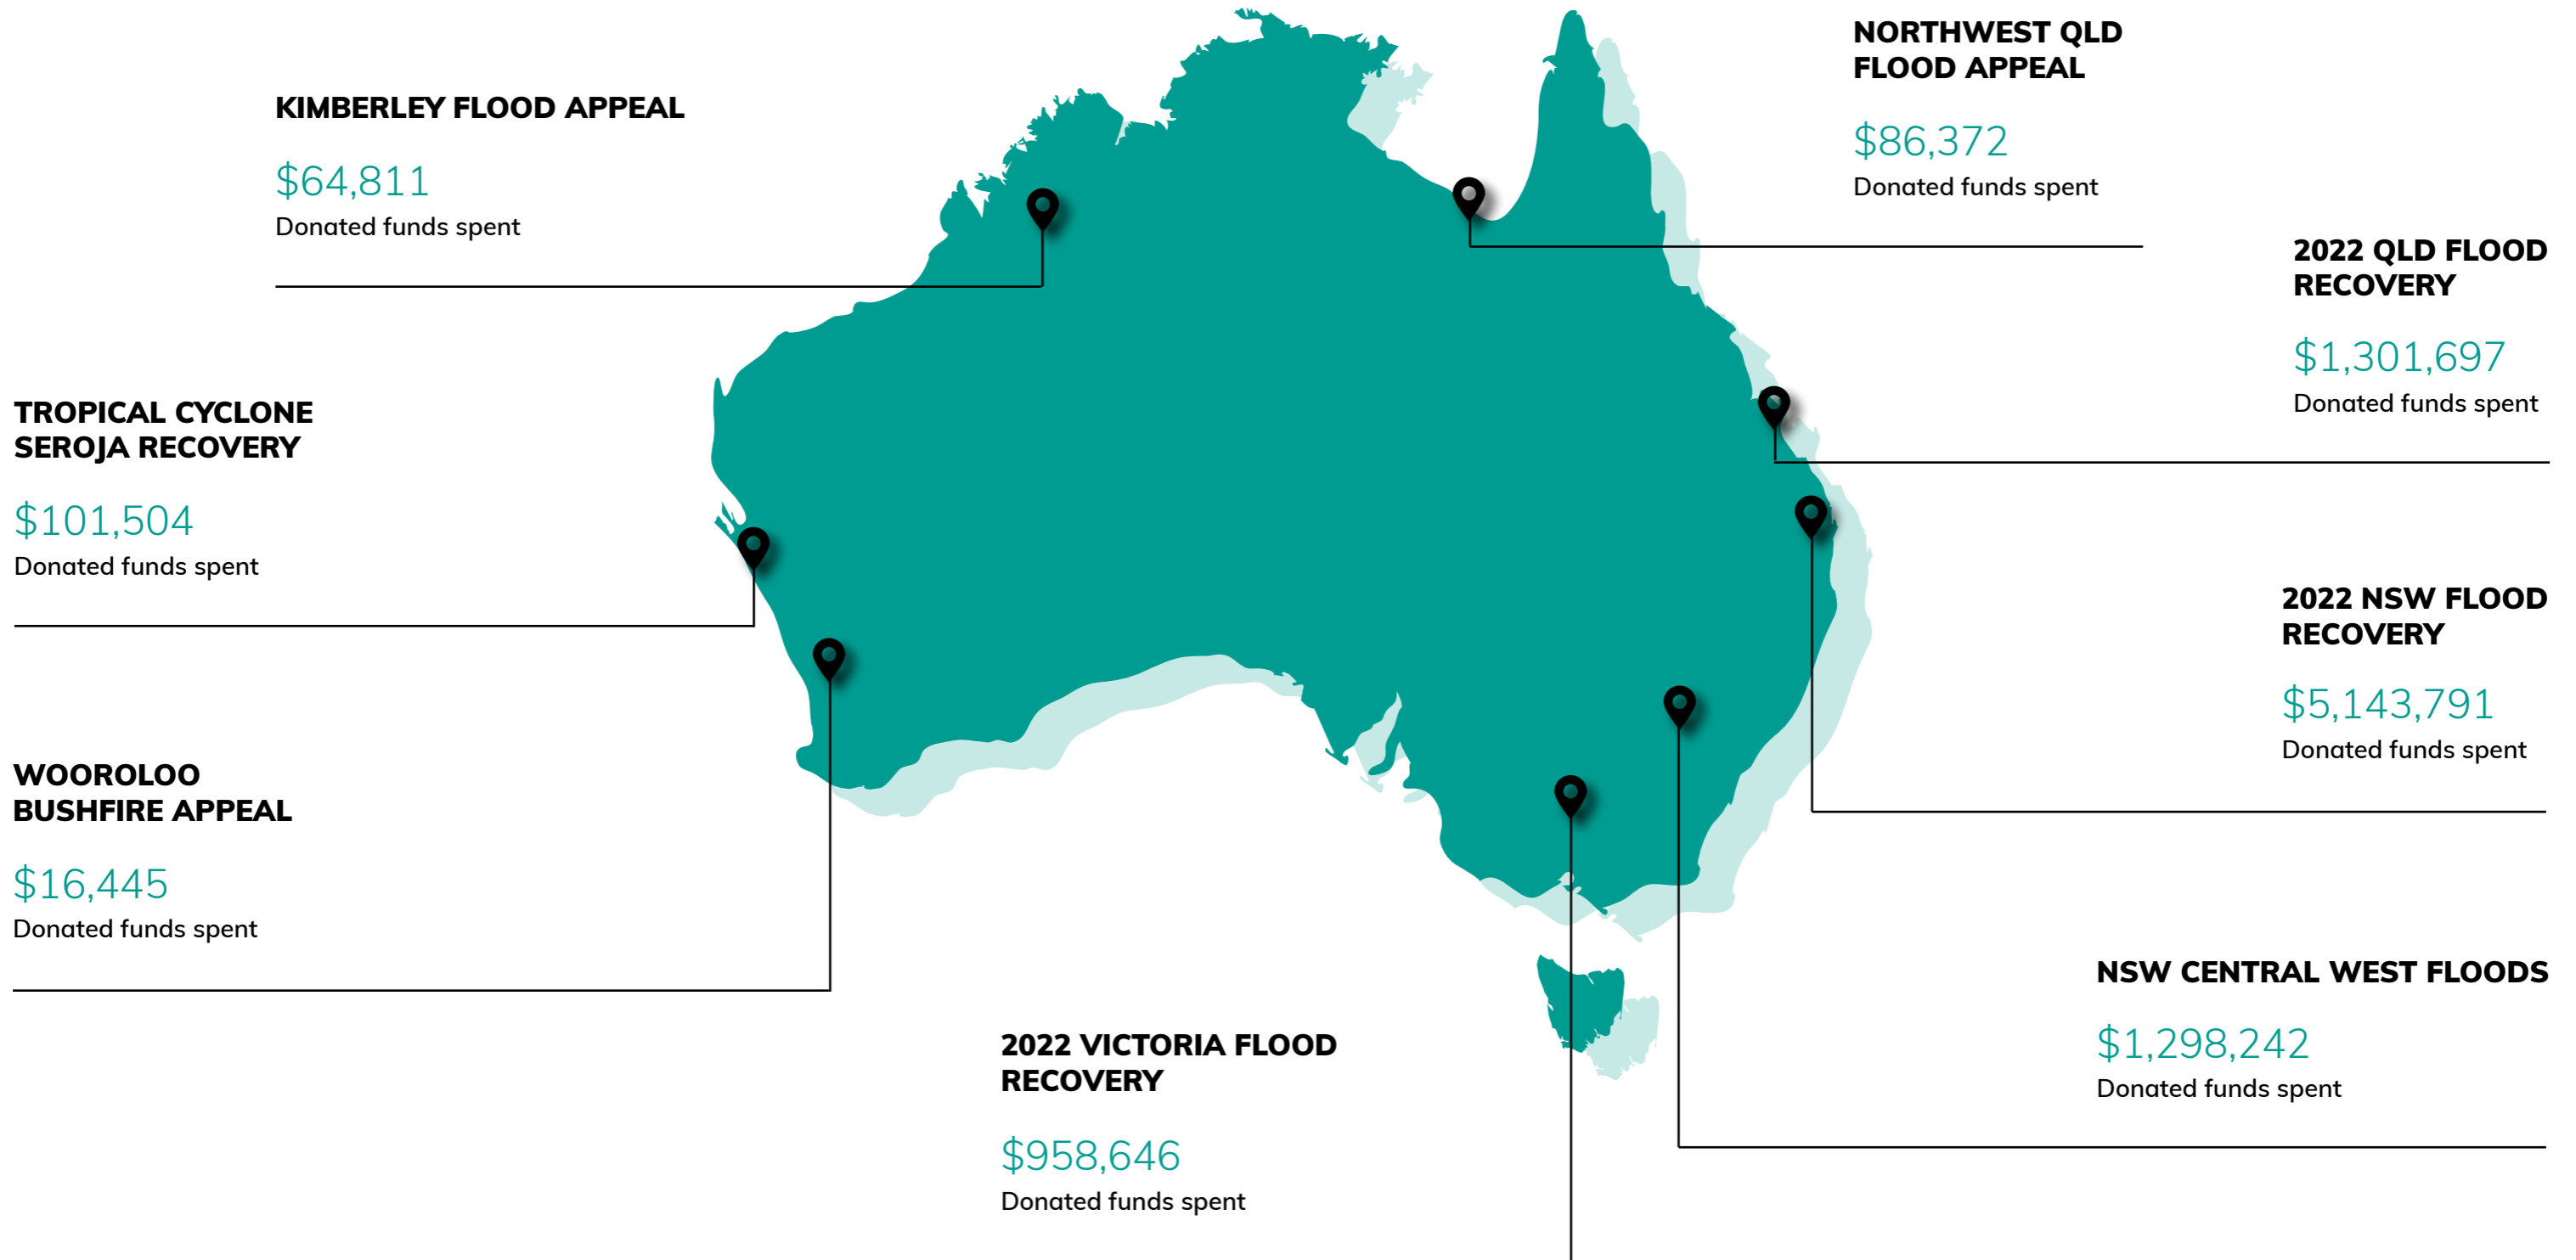 KIMBERLEY FLOOD APPEAL
$64,811
Donated funds spent
NORTHWEST QLD
FLOOD APPEAL
$86,372
Donated funds spent
2022 QLD FLOOD
RECOVERY
$1,301,697
Donated funds spent
TROPICAL CYCLONE
SEROJA RECOVERY
$101,504
Donated funds spent
2022 NSW FLOOD
RECOVERY
$5,143,791
Donated funds spent
WOOROLOO
BUSHFIRE APPEAL
$16,445
Donated funds spent
NSW CENTRAL WEST FLOODS
$1,298,242
Donated funds spent
2022 VICTORIA FLOOD
RECOVERY
$958,646
Donated funds spent